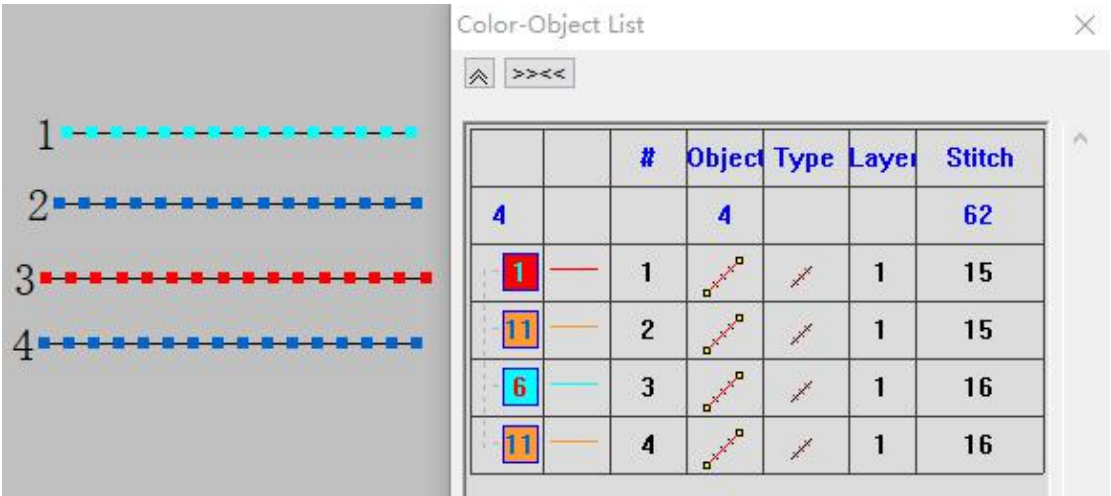 Color-Object List
>><<
1
2
3
4
# Object Type Layer Stitch
4 4 62
1 1 1 15
11 2 1 15
6 3 1 16
11 4 1 16